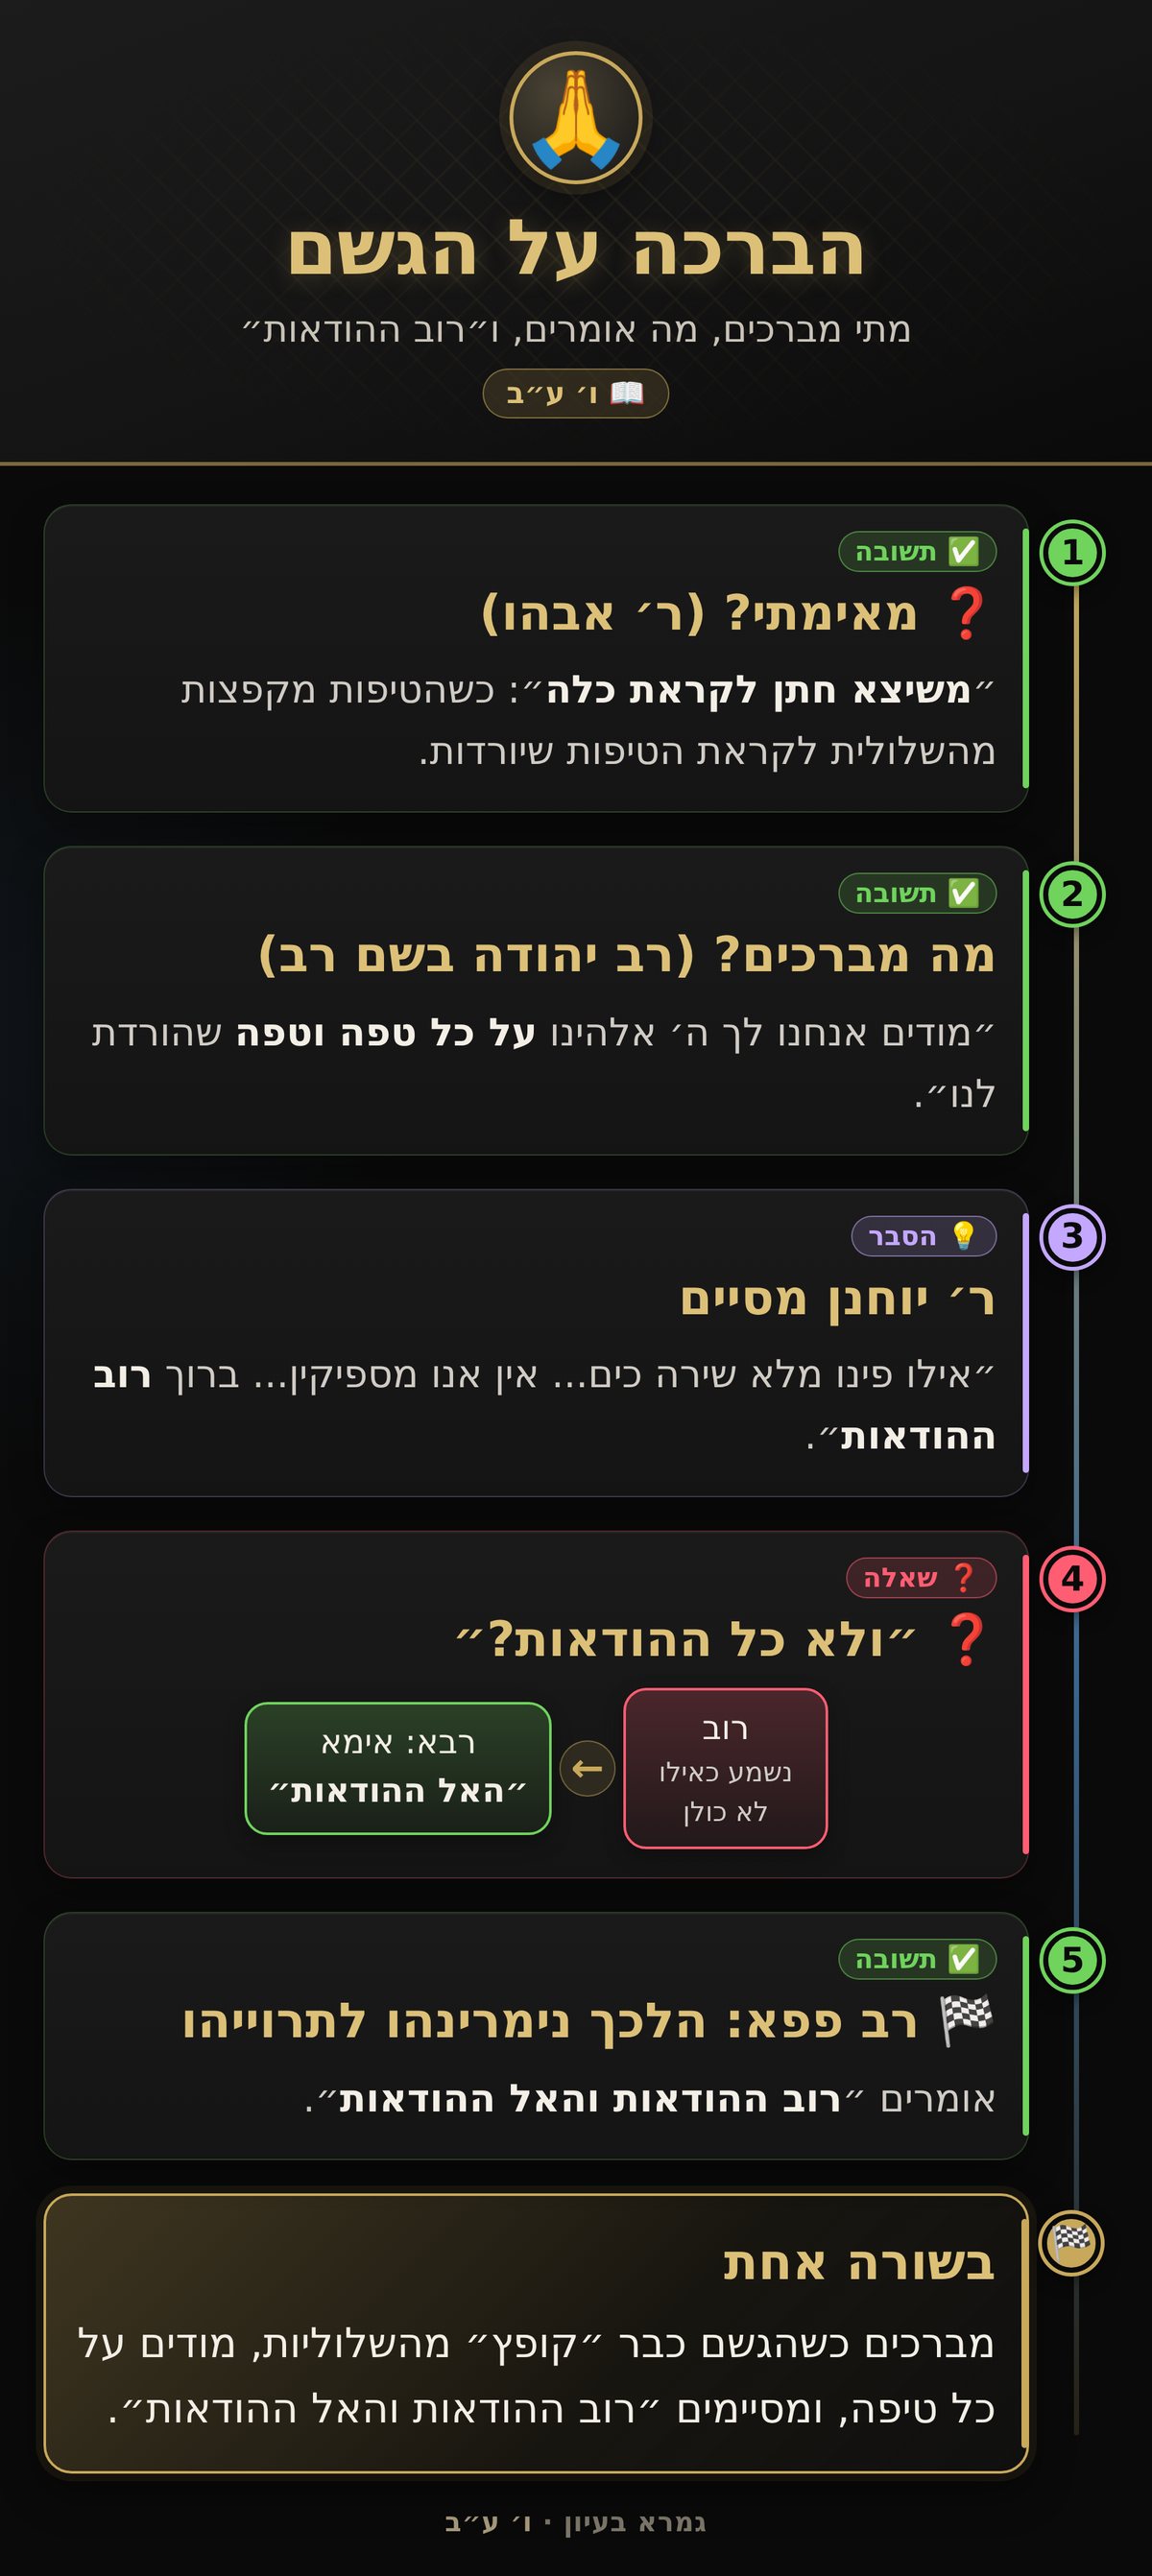 הברכה על הגשם
מתי מברכים, מה אומרים, ו״רוב ההודאות״
📖 ו׳ ע״ב
1
✅ תשובה
❓ מאימתי? (ר׳ אבהו)
״משיצא חתן לקראת כלה״: כשהטיפות מקפצות
מהשלולית לקראת הטיפות שיורדות.
2
✅ תשובה
מה מברכים? (רב יהודה בשם רב)
״מודים אנחנו לך ה׳ אלהינו על כל טפה וטפה שהורדת
לנו״.
3
💡 הסבר
ר׳ יוחנן מסיים
״אילו פינו מלא שירה כים... אין אנו מספיקין... ברוך רוב
ההודאות״.
4
❓ שאלה
❓ ״ולא כל ההודאות?״
רוב
נשמע כאילו
לא כולן
←
רבא: אימא
״האל ההודאות״
5
✅ תשובה
🏁 רב פפא: הלכך נימרינהו לתרוייהו
אומרים ״רוב ההודאות והאל ההודאות״.
🏁
בשורה אחת
מברכים כשהגשם כבר ״קופץ״ מהשלוליות, מודים על
כל טיפה, ומסיימים ״רוב ההודאות והאל ההודאות״.
גמרא בעיון · ו׳ ע״ב